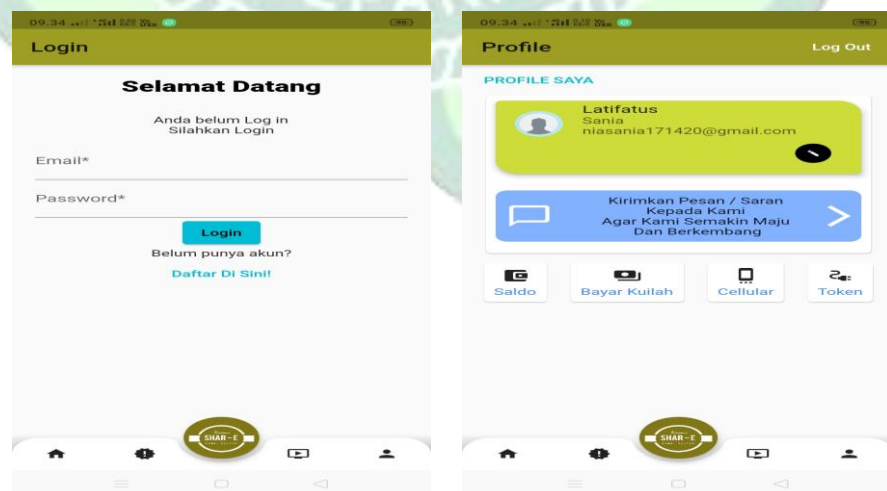 09.34
Login
Selamat Datang
Anda belum Log in
Silahkan Login
Email*
Password*
Login
Belum punya akun?
Daftar Di Sini!
SHAR-E
09.34
Profile
Log Out
PROFILE SAYA
Latifatus
Sania
niasania171420@gmail.com
Kirimkan Pesan / Saran
Kepada Kami
Agar Kami Semakin Maju
Dan Berkembang
Saldo
Bayar Kuilah
Cellular
Token
SHAR-E